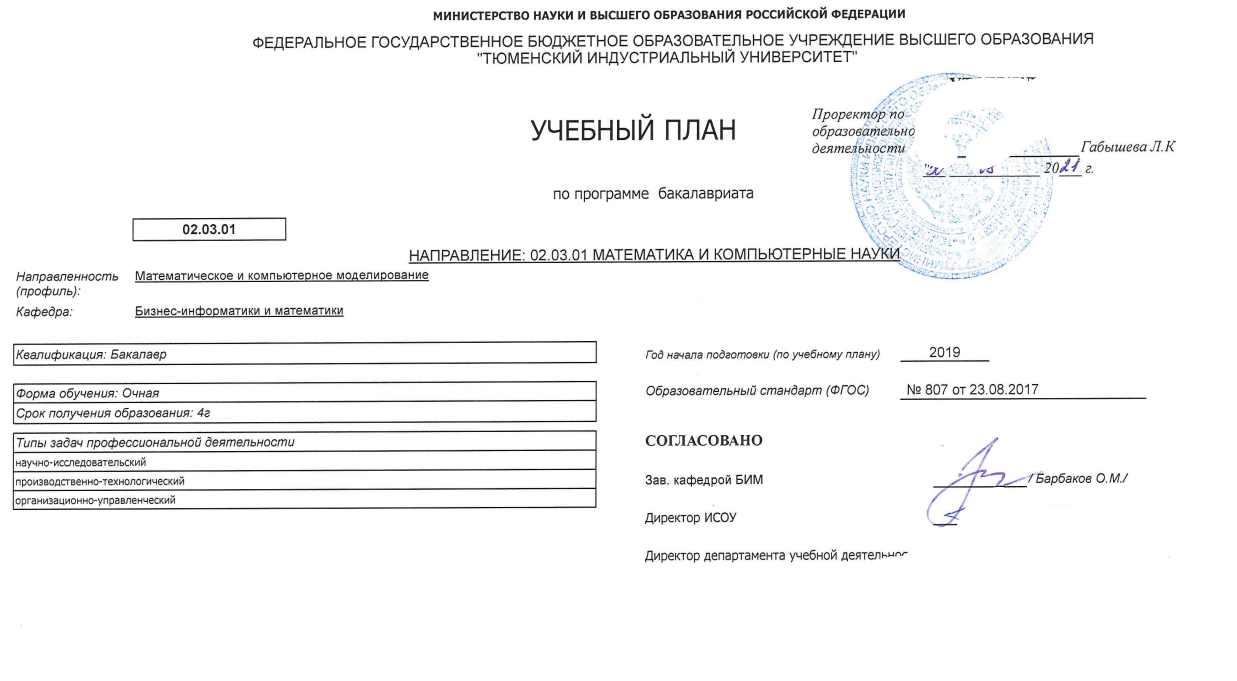 МИНИСТЕРСТВО НАУКИ И ВЫСШЕГО ОБРАЗОВАНИЯ РОССИЙСКОЙ ФЕДЕРАЦИИ
ФЕДЕРАЛЬНОЕ ГОСУДАРСТВЕННОЕ БЮДЖЕТНОЕ ОБРАЗОВАТЕЛЬНОЕ УЧРЕЖДЕНИЕ ВЫСШЕГО ОБРАЗОВАНИЯ
"ТЮМЕНСКИЙ ИНДУСТРИАЛЬНЫЙ УНИВЕРСИТЕТ"
УЧЕБНЫЙ ПЛАН
Проректор по
образовательно
деятельности
Габышева Л.К
2021 г.
по программе бакалавриата
02.03.01
НАПРАВЛЕНИЕ: 02.03.01 МАТЕМАТИКА И КОМПЬЮТЕРНЫЕ НАУКИ
Направленность (профиль): Математическое и компьютерное моделирование
Кафедра: Бизнес-информатики и математики
Квалификация: Бакалавр
Форма обучения: Очная
Срок получения образования: 4г
Типы задач профессиональной деятельности
научно-исследовательский
производственно-технологический
организационно-управленческий
Год начала подготовки (по учебному плану) 2019
Образовательный стандарт (ФГОС) № 807 от 23.08.2017
СОГЛАСОВАНО
Зав. кафедрой БИМ / Барбаков О.М./
Директор ИСОУ
Директор департамента учебной деятельнос